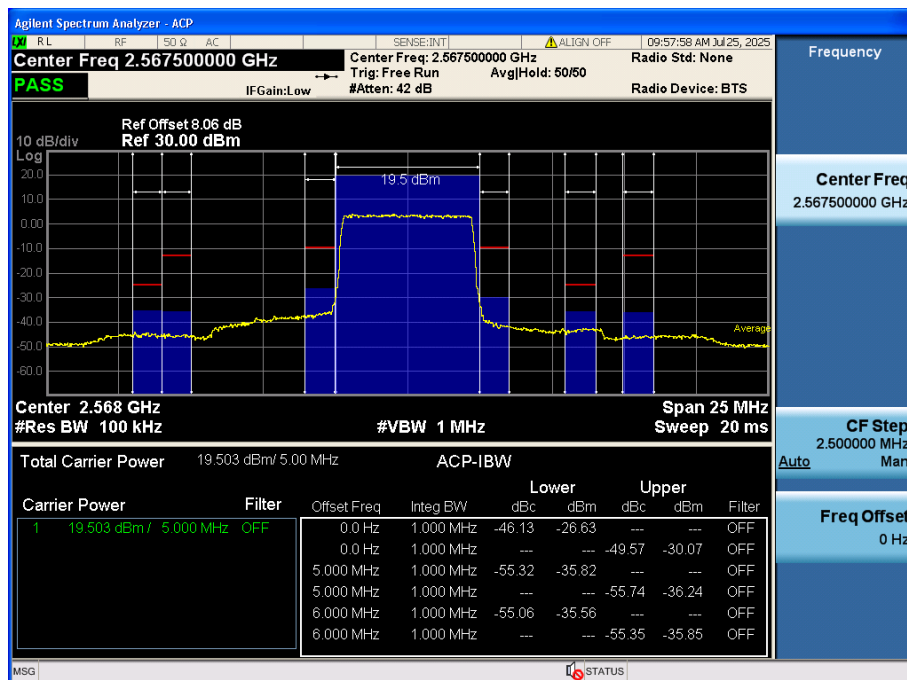 Agilent Spectrum Analyzer - ACP
LXI RL RF 50 Ω AC SENSE:INT ALIGN OFF 09:57:58 AM Jul 25, 2025
Center Freq 2.567500000 GHz
Center Freq: 2.567500000 GHz Radio Std: None
Trig: Free Run Avg|Hold: 50/50
PASS IFGain:Low #Atten: 42 dB Radio Device: BTS
Ref Offset 8.06 dB
10 dB/div Ref 30.00 dBm
Log
20.0
10.0
0.00
-10.0
-20.0
-30.0
-40.0
-50.0
-60.0
19.5 dBm
Average
Center 2.568 GHz Span 25 MHz
#Res BW 100 kHz #VBW 1 MHz Sweep 20 ms
Total Carrier Power 19.503 dBm/ 5.00 MHz ACP-IBW
Lower Upper
Carrier Power Filter Offset Freq Integ BW dBc dBm dBc dBm Filter
1 19.503 dBm / 5.000 MHz OFF
0.0 Hz 1.000 MHz -46.13 -26.63 --- --- OFF
0.0 Hz 1.000 MHz --- --- -49.57 -30.07 OFF
5.000 MHz 1.000 MHz -55.32 -35.82 --- --- OFF
5.000 MHz 1.000 MHz --- --- -55.74 -36.24 OFF
6.000 MHz 1.000 MHz -55.06 -35.56 --- --- OFF
6.000 MHz 1.000 MHz --- --- -55.35 -35.85 OFF
MSG STATUS
Frequency
Center Freq
2.567500000 GHz
CF Step
2.500000 MHz
Auto Man
Freq Offset
0 Hz